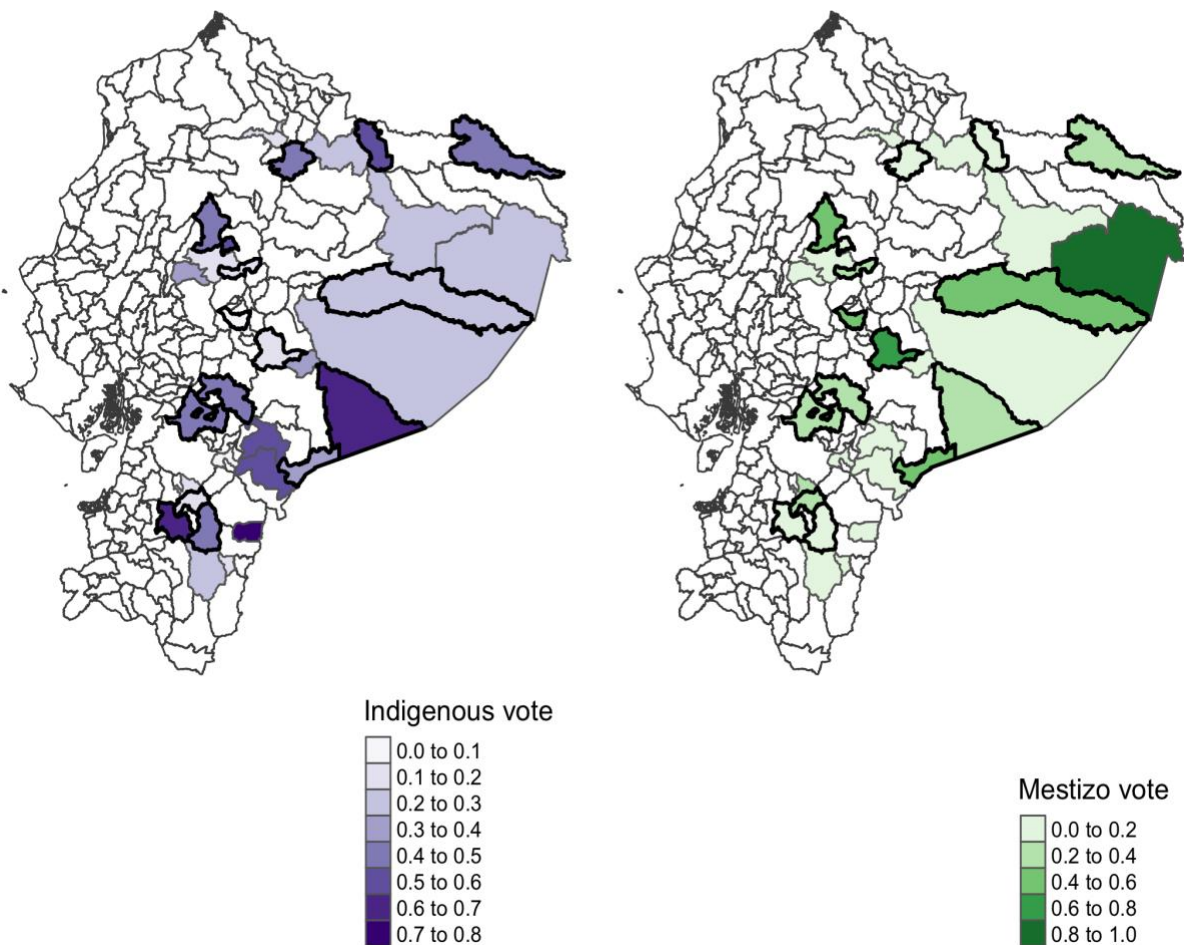 Indigenous vote
0.0 to 0.1
0.1 to 0.2
0.2 to 0.3
0.3 to 0.4
0.4 to 0.5
0.5 to 0.6
0.6 to 0.7
0.7 to 0.8
Mestizo vote
0.0 to 0.2
0.2 to 0.4
0.4 to 0.6
0.6 to 0.8
0.8 to 1.0